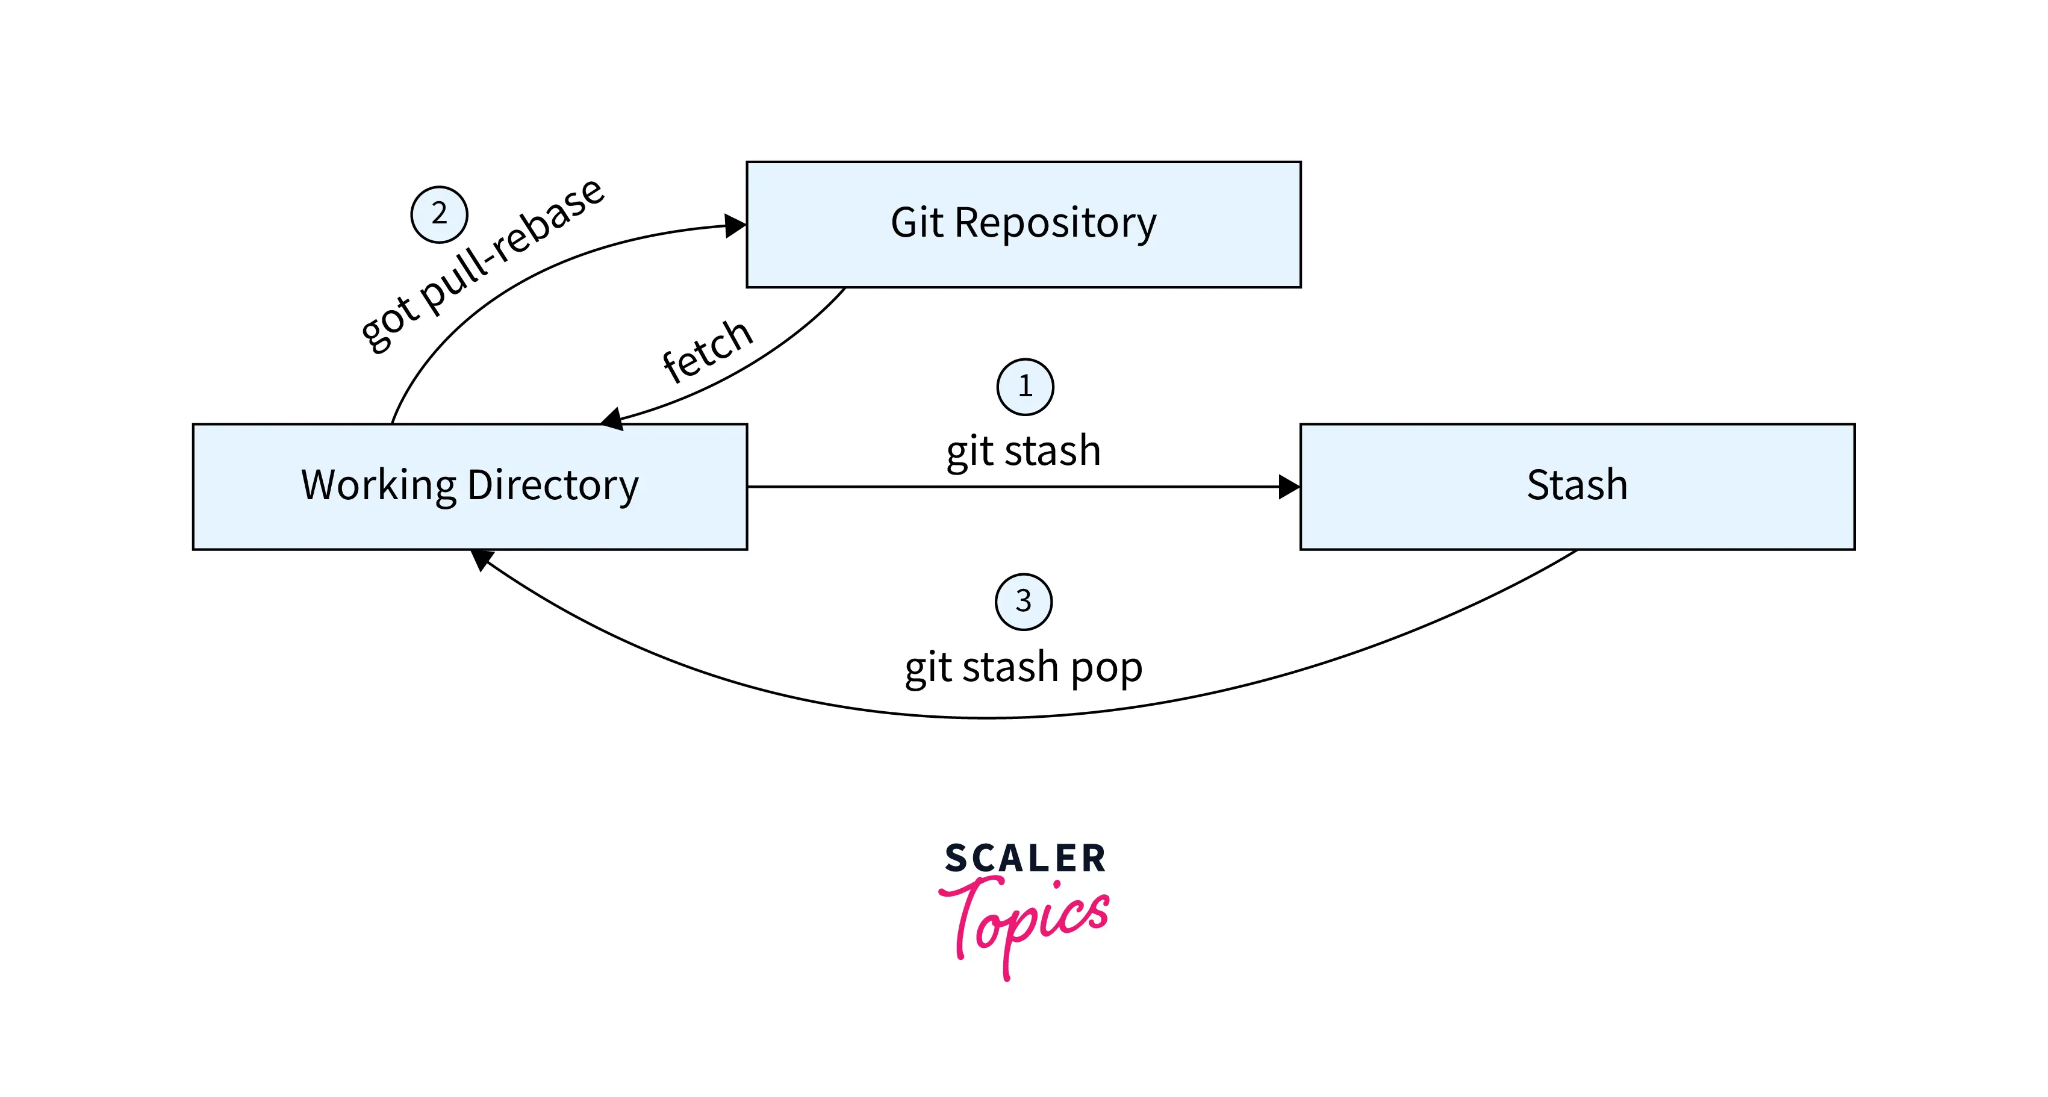 2
got pull-rebase
Git Repository
fetch
1
git stash
Working Directory
Stash
3
git stash pop
SCALER
Topics